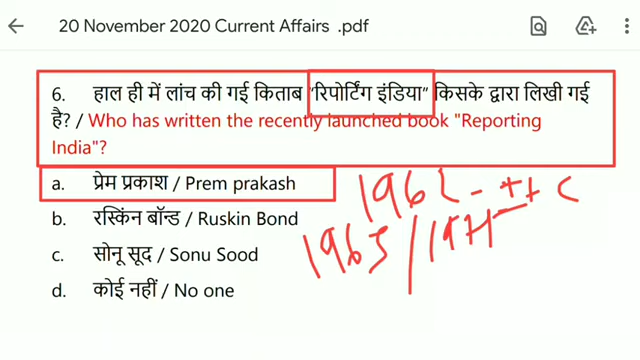 20 November 2020 Current Affairs .pdf
6. हाल ही में लांच की गई किताब "रिपोर्टिंग इंडिया" किसके द्वारा लिखी गई
है? / Who has written the recently launched book "Reporting
India"?
a. प्रेम प्रकाश / Prem prakash
b. रस्किंन बॉन्ड / Ruskin Bond
c. सोनू सूद / Sonu Sood
d. कोई नहीं / No one
1962
1965 / 1971